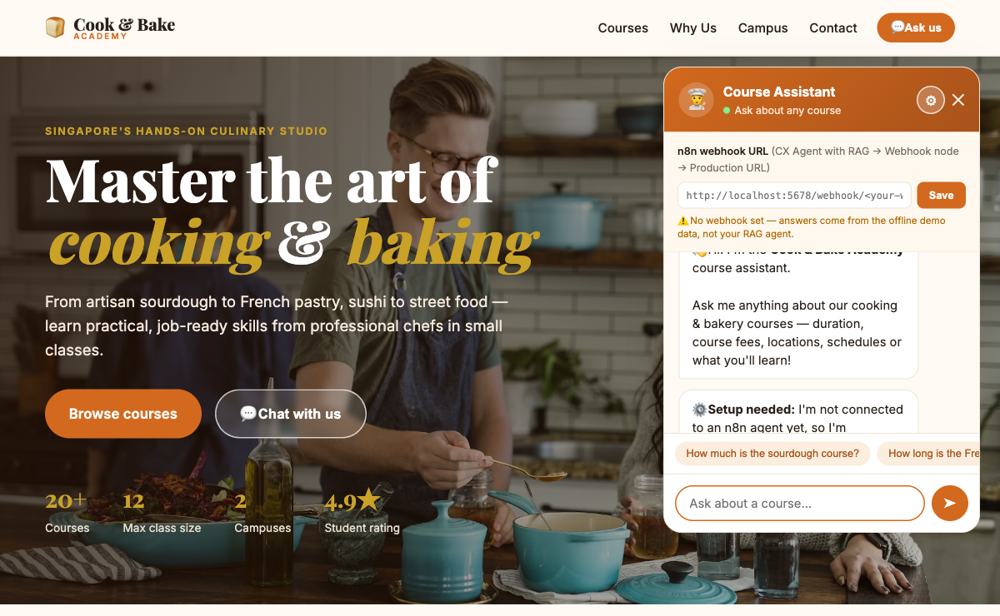 Cook & Bake
ACADEMY
Courses
Why Us
Campus
Contact
💬Ask us
SINGAPORE'S HANDS-ON CULINARY STUDIO
Master the art of
cooking & baking
From artisan sourdough to French pastry, sushi to street food —
learn practical, job-ready skills from professional chefs in small
classes.
Browse courses
💬Chat with us
20+
Courses
12
Max class size
2
Campuses
4.9★
Student rating
Course Assistant
Ask about any course
n8n webhook URL (CX Agent with RAG → Webhook node
→ Production URL)
http://localhost:5678/webhook/<your-w
Save
⚠️No webhook set — answers come from the offline demo
data, not your RAG agent.
Hi! I'm the Cook & Bake Academy
course assistant.
Ask me anything about our cooking
& bakery courses — duration,
course fees, locations, schedules or
what you'll learn!
⚙️Setup needed: I'm not connected
to an n8n agent yet, so I'm
How much is the sourdough course?
How long is the Fre
Ask about a course...